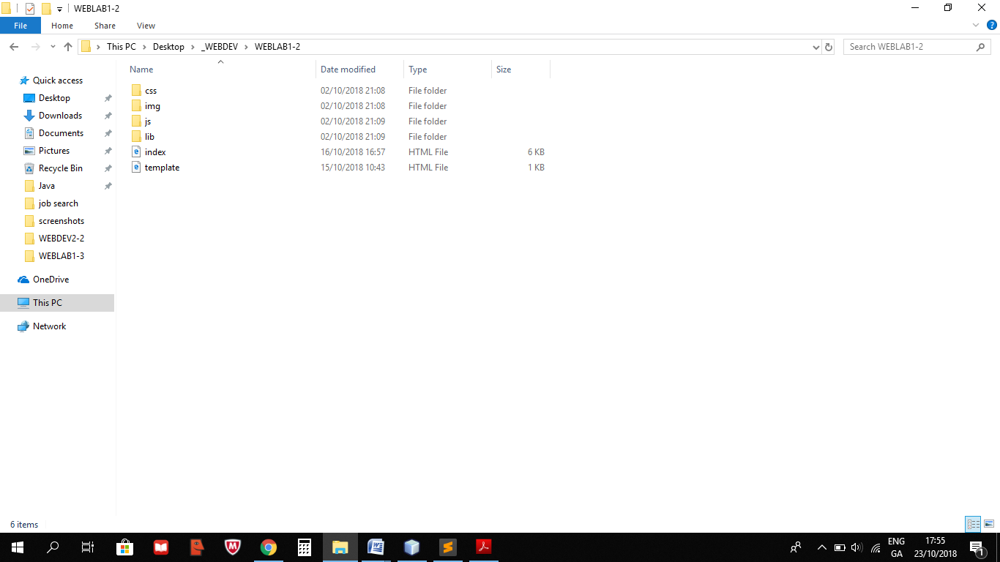 WEBLAB1-2
File Home Share View
This PC Desktop _WEBDEV WEBLAB1-2 Search WEBLAB1-2
Name Date modified Type Size
Quick access
Desktop
Downloads
Documents
Pictures
Recycle Bin
Java
job search
screenshots
WEBDEV2-2
WEBLAB1-3
OneDrive
This PC
Network
css 02/10/2018 21:08 File folder
img 02/10/2018 21:08 File folder
js 02/10/2018 21:09 File folder
lib 02/10/2018 21:09 File folder
index 16/10/2018 16:57 HTML File 6 KB
template 15/10/2018 10:43 HTML File 1 KB
6 items
ENG 17:55
GA 23/10/2018 1